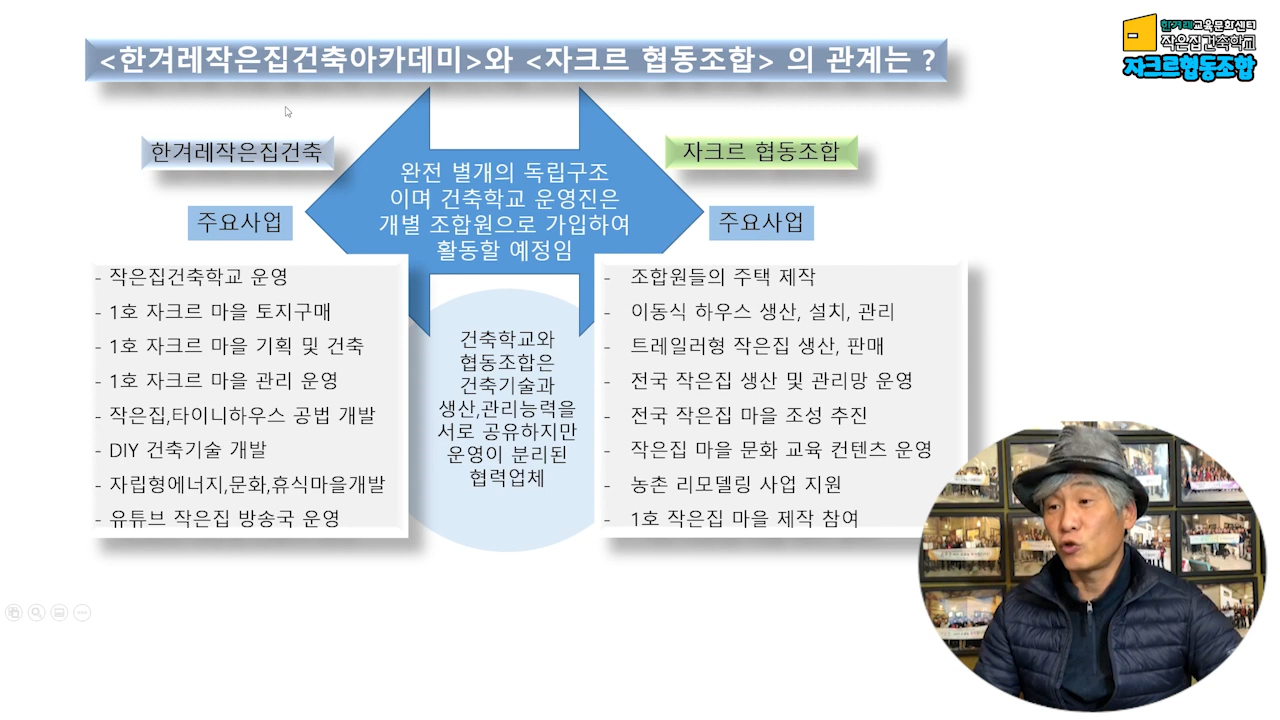 한겨레교육문화센터
작은집건축학교
자크르협동조합
<한겨레작은집건축아카데미>와 <자크르 협동조합> 의 관계는 ?
한겨레작은집건축
자크르 협동조합
완전 별개의 독립구조
이며 건축학교 운영진은
개별 조합원으로 가입하여
활동할 예정임
주요사업
주요사업
- 작은집건축학교 운영
- 1호 자크르 마을 토지구매
- 1호 자크르 마을 기획 및 건축
- 1호 자크르 마을 관리 운영
- 작은집,타이니하우스 공법 개발
- DIY 건축기술 개발
- 자립형에너지,문화,휴식마을개발
- 유튜브 작은집 방송국 운영
건축학교와
협동조합은
건축기술과
생산,관리능력을
서로 공유하지만
운영이 분리된
협력업체
- 조합원들의 주택 제작
- 이동식 하우스 생산, 설치, 관리
- 트레일러형 작은집 생산, 판매
- 전국 작은집 생산 및 관리망 운영
- 전국 작은집 마을 조성 추진
- 작은집 마을 문화 교육 컨텐츠 운영
- 농촌 리모델링 사업 지원
- 1호 작은집 마을 제작 참여